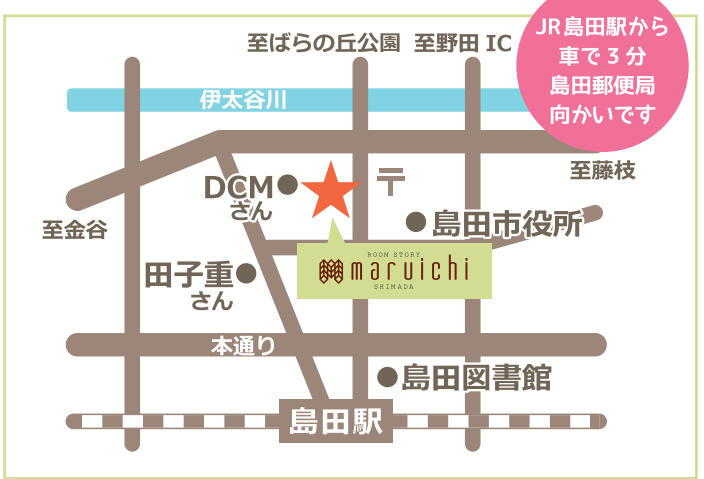 至ばらの丘公園
至野田 IC
JR島田駅から
車で3分
島田郵便局
向かいです
伊太谷川
至藤枝
DCM
さん
〒
島田市役所
至金谷
ROOM STORY
maruichi
SHIMADA
田子重
さん
本通り
島田図書館
島田駅